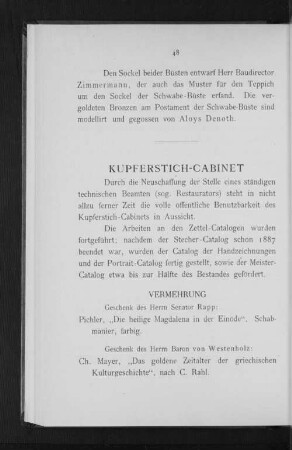 48
Den Sockel beider Büsten entwarf Herr Baudirector
Zimmermann, der auch das Muster für den Teppich
um den Sockel der Schwabe-Büste erfand. Die ver-
goldeten Bronzen am Postament der Schwabe-Büste sind
modellirt und gegossen von Aloys Denoth.
KUPFERSTICH-CABINET
Durch die Neuschaffung der Stelle eines ständigen
technischen Beamten (sog. Restaurators) steht in nicht
allzu ferner Zeit die volle öffentliche Benutzbarkeit des
Kupferstich-Cabinets in Aussicht.
Die Arbeiten an den Zettel-Catalogen wurden
fortgeführt; nachdem der Stecher-Catalog schon 1887
beendet war, wurden der Catalog der Handzeichnungen
und der Portrait-Catalog fertig gestellt, sowie der Meister-
Catalog etwa bis zur Hälfte des Bestandes gefördert.
VERMEHRUNG
Geschenk des Herrn Senator Rapp:
Pichler, „Die heilige Magdalena in der Einöde“. Schab-
manier, farbig.
Geschenk des Herrn Baron von Westenholz:
Ch. Mayer, „Das goldene Zeitalter der griechischen
Kulturgeschichte“, nach C. Rahl.